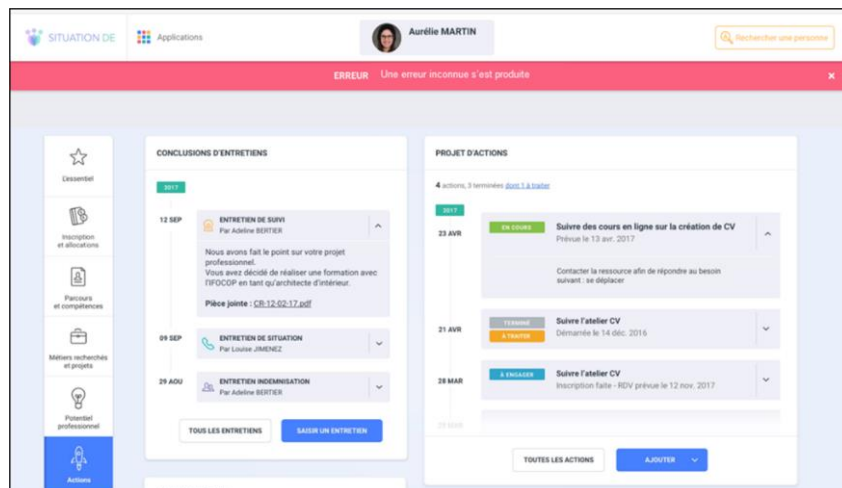 SITUATION DE
Applications
Aurélie MARTIN
Rechercher une personne
ERREUR Une erreur inconnue s'est produite
L'essentiel
Inscription
et allocations
Parcours
et compétences
Métiers recherchés
et projets
Potentiel
professionnel
Actions
CONCLUSIONS D'ENTRETIENS
2017
12 SEP
ENTRETIEN DE SUIVI
Par Adeline BERTIER
Nous avons fait le point sur votre projet
professionnel.
Vous avez décidé de réaliser une formation avec
l'IFOCOP en tant qu'architecte d'intérieur.
Pièce jointe : CR-12-02-17.pdf
09 SEP
ENTRETIEN DE SITUATION
Par Louise JIMENEZ
29 AOU
ENTRETIEN INDEMNISATION
Par Adeline BERTIER
TOUS LES ENTRETIENS
SAISIR UN ENTRETIEN
PROJET D'ACTIONS
4 actions, 3 terminées dont 1 à traiter
2017
23 AVR
EN COURS
Suivre des cours en ligne sur la création de CV
Prévue le 13 avr. 2017
Contacter la ressource afin de répondre au besoin
suivant : se déplacer
21 AVR
TERMINÉ
À TRAITER
Suivre l'atelier CV
Démarrée le 14 déc. 2016
28 MAR
À ENGAGER
Suivre l'atelier CV
Inscription faite - RDV prévue le 12 nov. 2017
28 MAR
TOUTES LES ACTIONS
AJOUTER